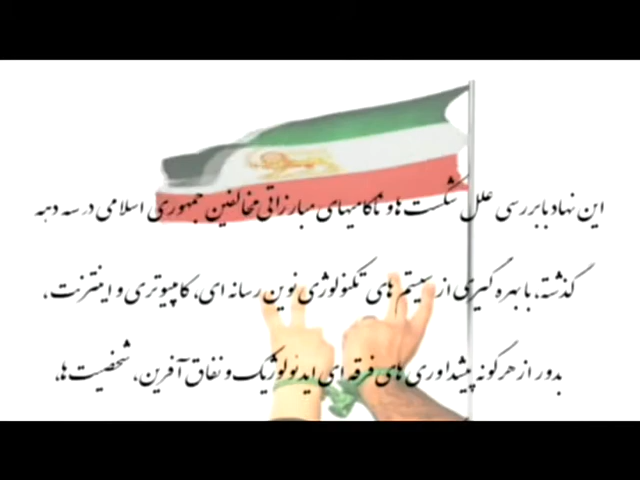 این نهاد با بررسی علل شکست ها و ناکامیهای مبارزاتی مخالفین جمهوری اسلامی در سه دهه
گذشته، با بهره گیری از سیستم های تکنولوژی نوین رسانه ای، کامپیوتری و اینترنت،
بدور از هرگونه پیشداوری های فرقه ای ایدئولوژیک و نفاق آفرین، شخصیت ها،